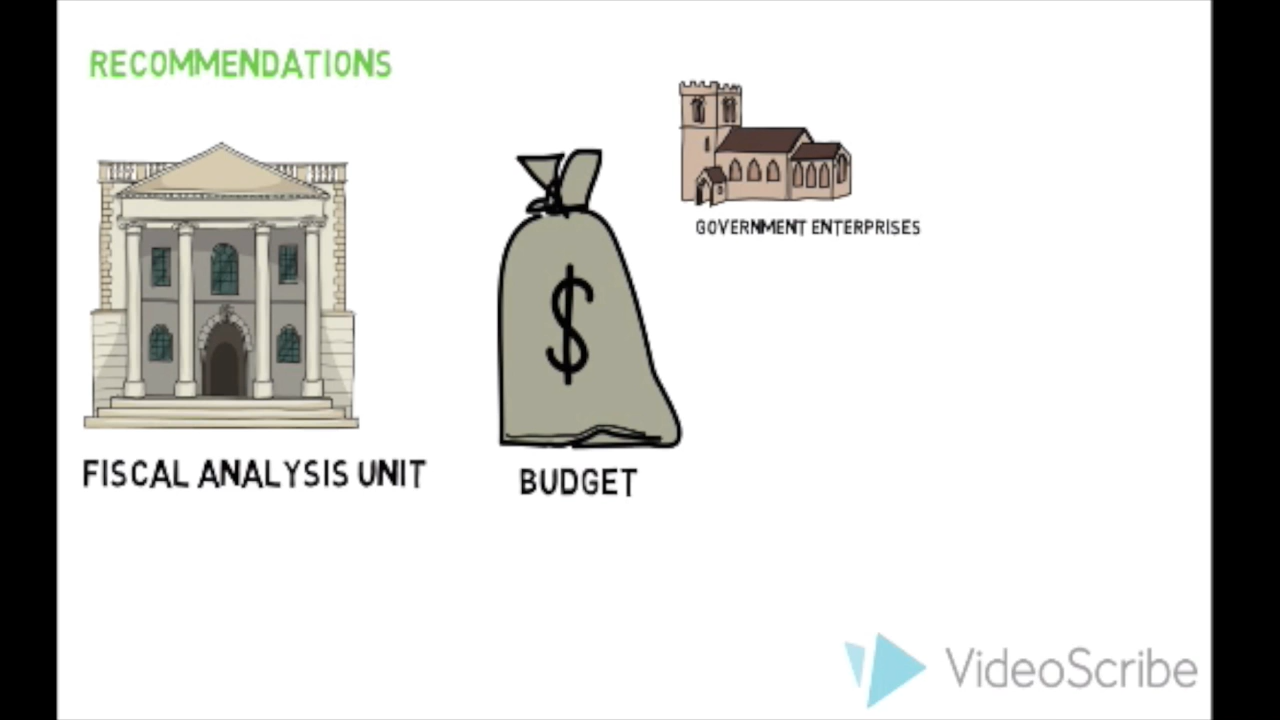 RECOMMENDATIONS
GOVERNMENT ENTERPRISES
FISCAL ANALYSIS UNIT
BUDGET
VideoScribe